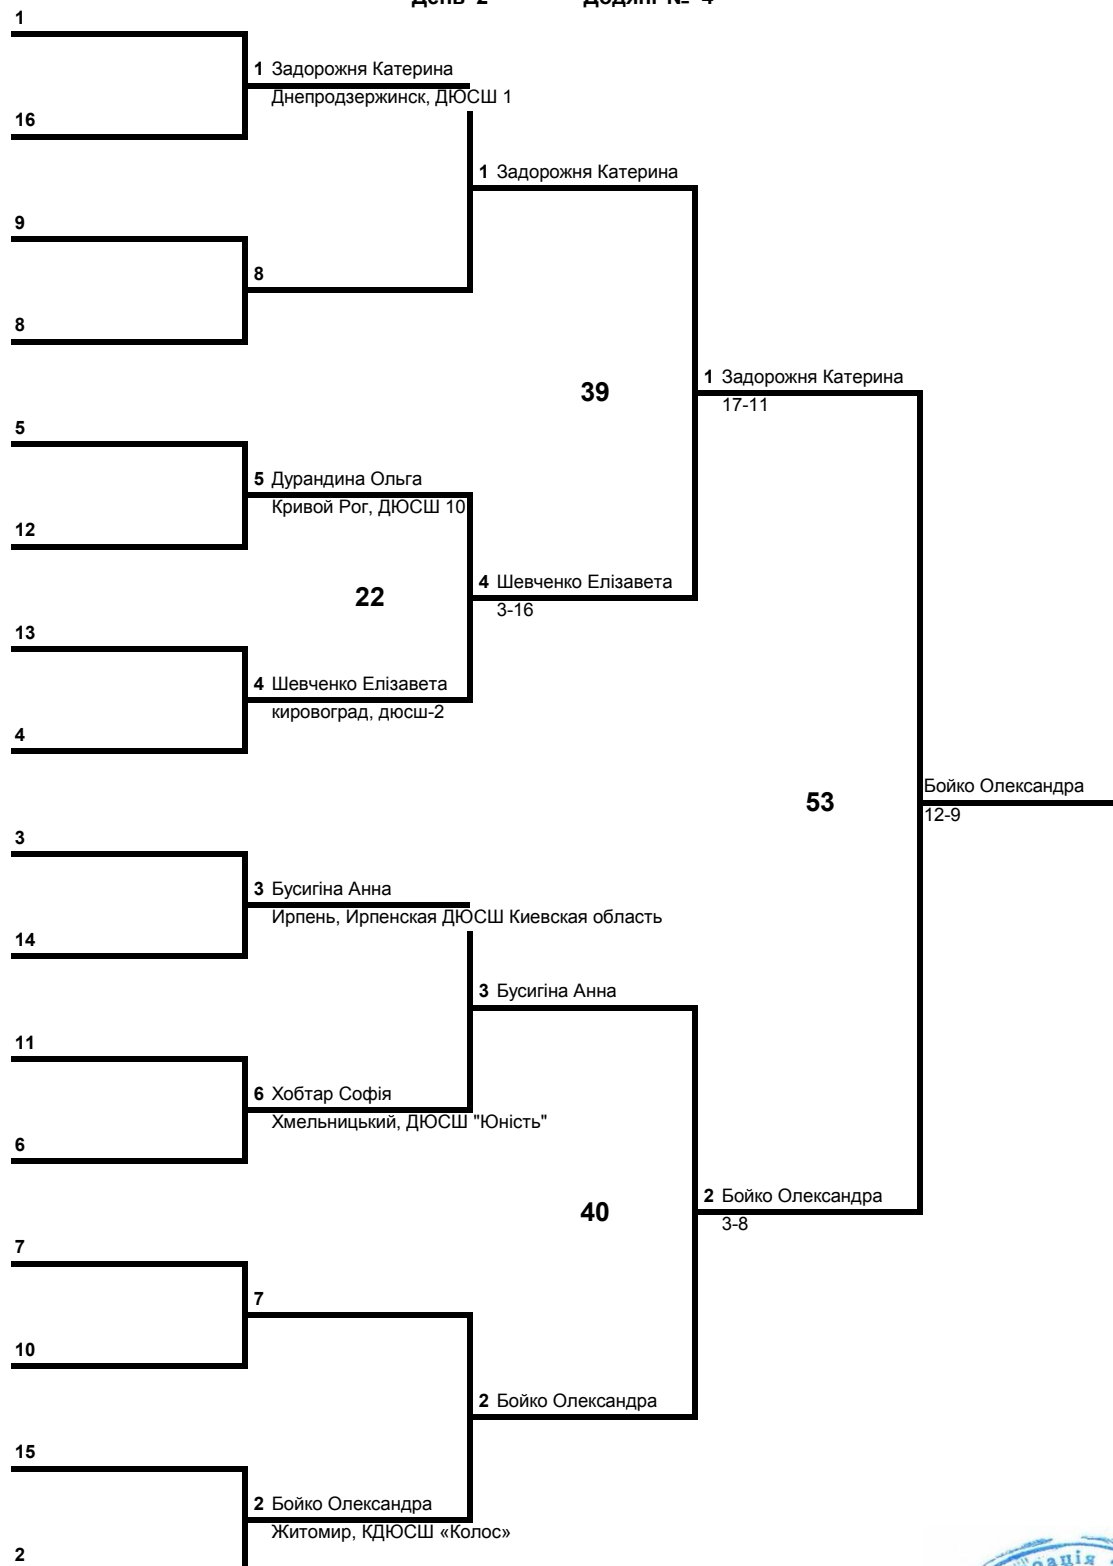 День 2 Додянг № 4
1
1 Задорожня Катерина
Днепродзержинск, ДЮСШ 1
16
1 Задорожня Катерина
9
8
8
39
1 Задорожня Катерина
17-11
5
5 Дурандина Ольга
Кривой Рог, ДЮСШ 10
12
22
4 Шевченко Елізавета
3-16
13
4 Шевченко Елізавета
кировоград, дюсш-2
4
53
Бойко Олександра
12-9
3
3 Бусигіна Анна
Ирпень, Ирпенская ДЮСШ Киевская область
14
3 Бусигіна Анна
11
6 Хобтар Софія
Хмельницький, ДЮСШ "Юність"
6
40
2 Бойко Олександра
3-8
7
7
10
2 Бойко Олександра
15
2 Бойко Олександра
Житомир, КДЮСШ «Колос»
2